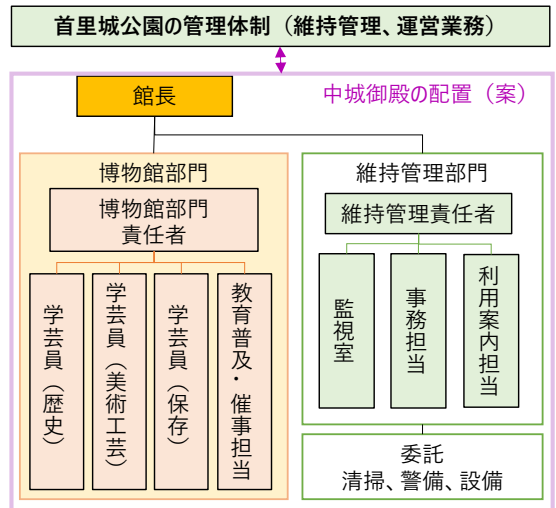 首里城公園の管理体制（維持管理、運営業務）
館長
中城御殿の配置（案）
博物館部門
博物館部門
責任者
学芸員（歴史）
学芸員（美術工芸）
学芸員（保存）
教育普及・催事担当
維持管理部門
維持管理責任者
監視室
事務担当
利用案内担当
委託
清掃、警備、設備